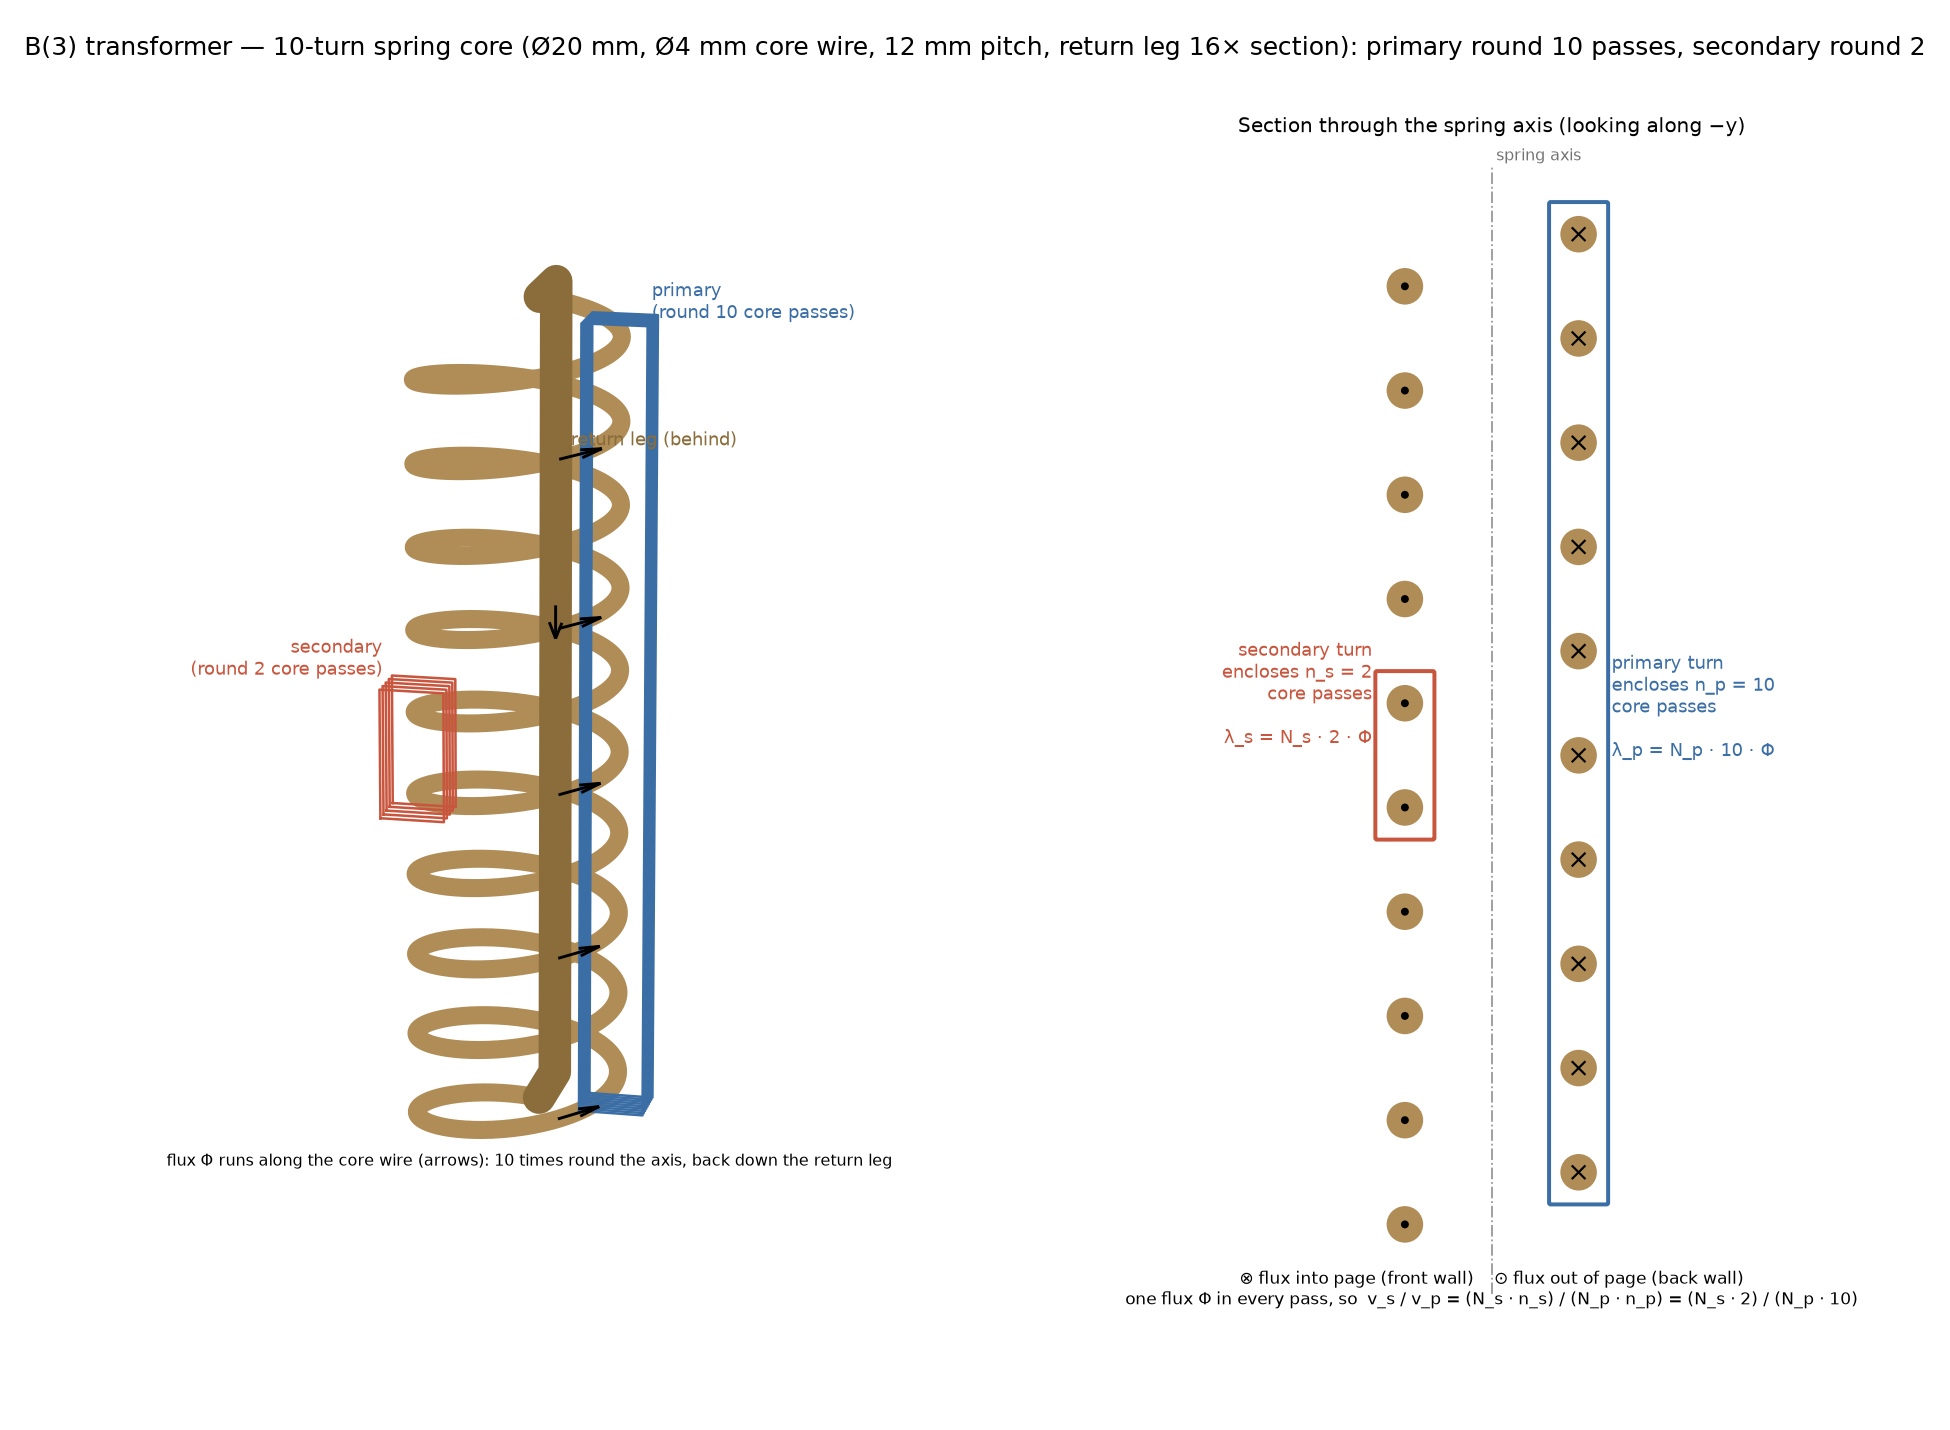 B(3) transformer — 10-turn spring core (Ø20 mm, Ø4 mm core wire, 12 mm pitch, return leg 16× section): primary round 10 passes, secondary round 2
primary
(round 10 core passes)
return leg (behind)
secondary
(round 2 core passes)
flux Φ runs along the core wire (arrows): 10 times round the axis, back down the return leg
Section through the spring axis (looking along −y)
spring axis
secondary turn
encloses n_s = 2
core passes
λ_s = N_s · 2 · Φ
primary turn
encloses n_p = 10
core passes
λ_p = N_p · 10 · Φ
⊗ flux into page (front wall) ⊙ flux out of page (back wall)
one flux Φ in every pass, so v_s / v_p = (N_s · n_s) / (N_p · n_p) = (N_s · 2) / (N_p · 10)